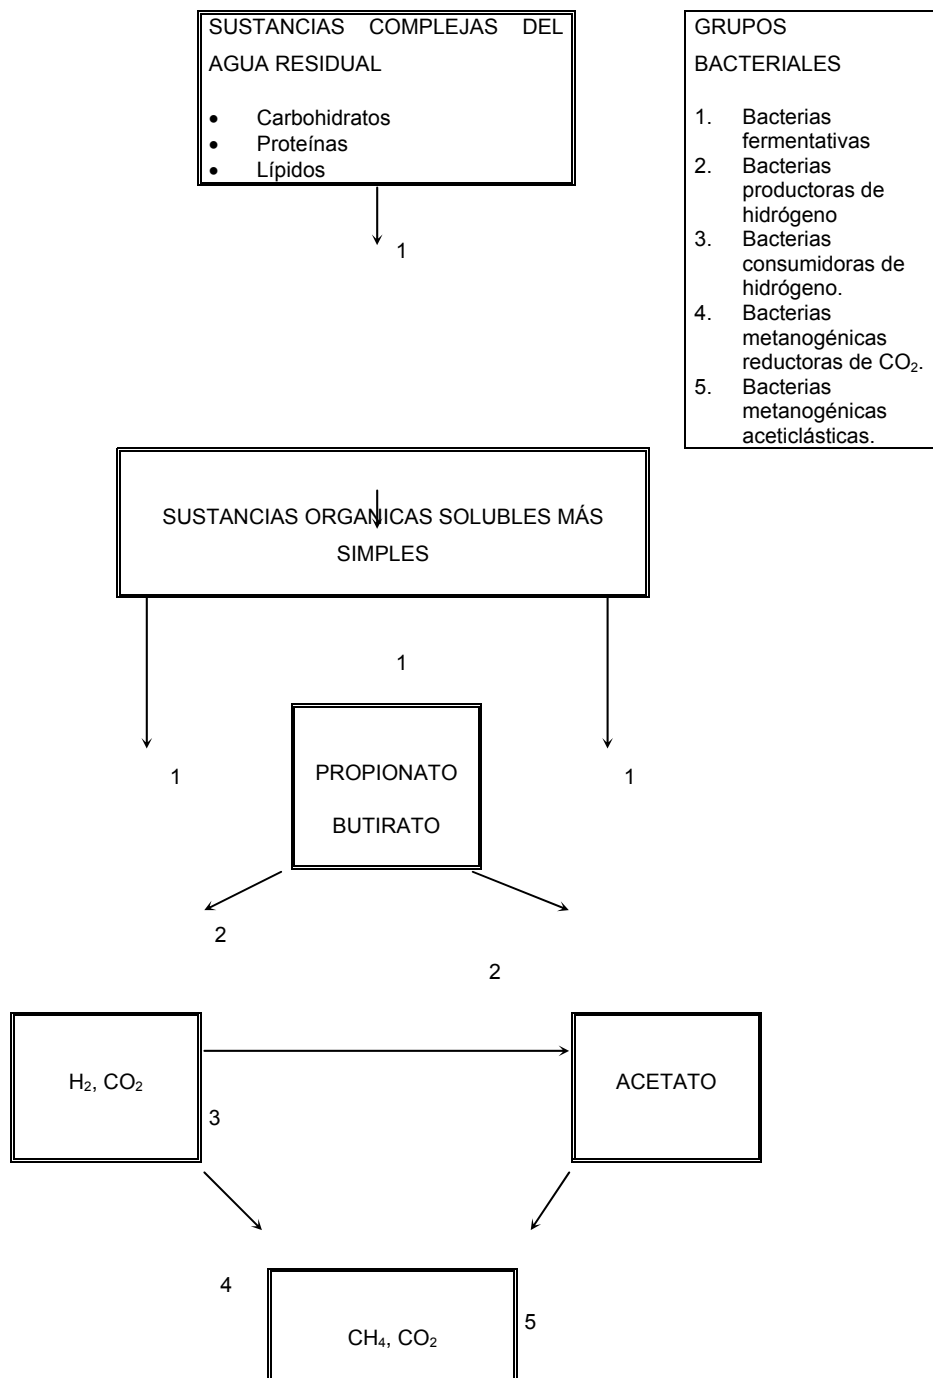 SUSTANCIAS COMPLEJAS DEL
AGUA RESIDUAL
• Carbohidratos
• Proteínas
• Lípidos
GRUPOS
BACTERIALES
1. Bacterias
fermentativas
2. Bacterias
productoras de
hidrógeno
3. Bacterias
consumidoras de
hidrógeno.
4. Bacterias
metanogénicas
reductoras de CO₂.
5. Bacterias
metanogénicas
aceticlásticas.
1
SUSTANCIAS ORGANICAS SOLUBLES MÁS
SIMPLES
1
1
1
PROPIONATO
BUTIRATO
2
2
H₂, CO₂
ACETATO
3
4
5
CH₄, CO₂